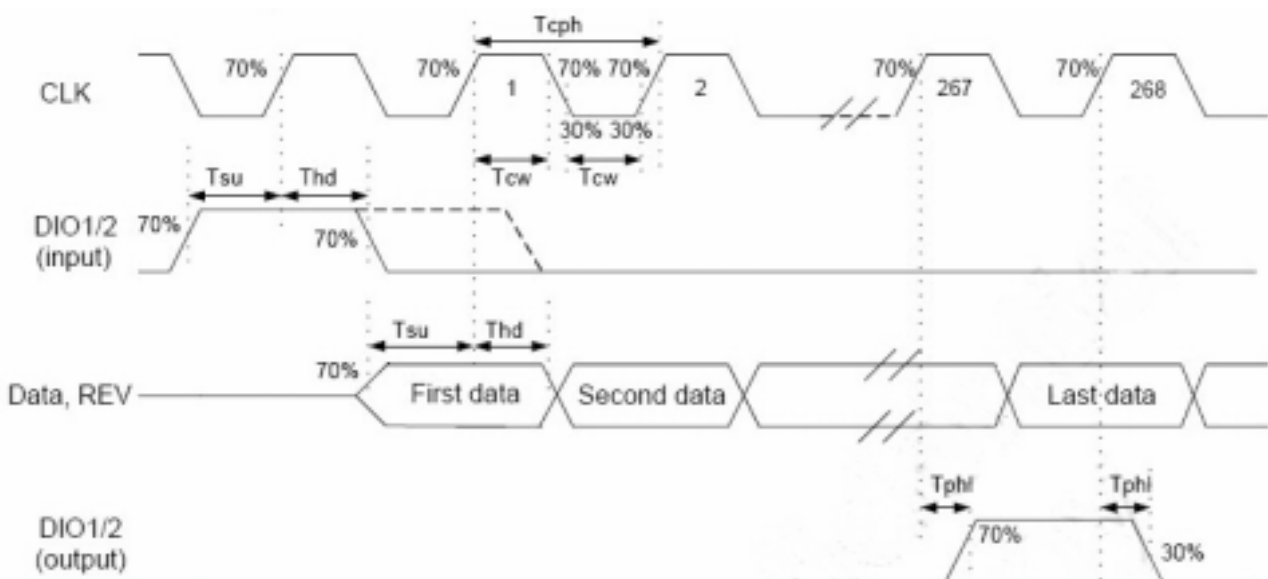 Tcph
70% 70% 70% 70% 70% 70%
CLK 1 2 267 268
30% 30%
Tsu Thd Tcw Tcw
DIO1/2
(input)
70% 70%
Tsu Thd
70%
Data, REV First data Second data Last data
Tphl Tphl
DIO1/2
(output)
70% 30%